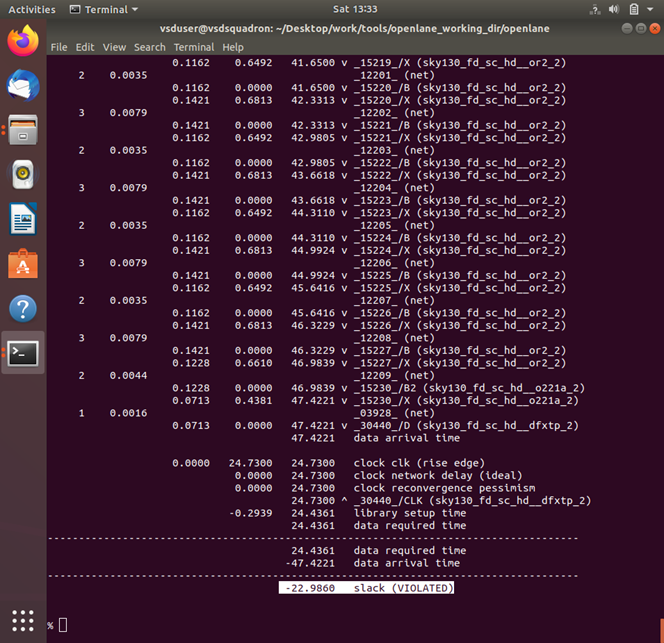 Activities Terminal Sat 13:33
vsduser@vsdsquadron: ~/Desktop/work/tools/openlane_working_dir/openlane
File Edit View Search Terminal Help
0.1162 0.6492 41.6500 v _15219_/X (sky130_fd_sc_hd__or2_2)
2 0.0035 _12201_ (net)
0.1162 0.0000 41.6500 v _15220_/B (sky130_fd_sc_hd__or2_2)
0.1421 0.6813 42.3313 v _15220_/X (sky130_fd_sc_hd__or2_2)
3 0.0079 _12202_ (net)
0.1421 0.0000 42.3313 v _15221_/B (sky130_fd_sc_hd__or2_2)
0.1162 0.6492 42.9805 v _15221_/X (sky130_fd_sc_hd__or2_2)
2 0.0035 _12203_ (net)
0.1162 0.0000 42.9805 v _15222_/B (sky130_fd_sc_hd__or2_2)
0.1421 0.6813 43.6618 v _15222_/X (sky130_fd_sc_hd__or2_2)
3 0.0079 _12204_ (net)
0.1421 0.0000 43.6618 v _15223_/B (sky130_fd_sc_hd__or2_2)
0.1162 0.6492 44.3110 v _15223_/X (sky130_fd_sc_hd__or2_2)
2 0.0035 _12205_ (net)
0.1162 0.0000 44.3110 v _15224_/B (sky130_fd_sc_hd__or2_2)
0.1421 0.6813 44.9924 v _15224_/X (sky130_fd_sc_hd__or2_2)
3 0.0079 _12206_ (net)
0.1421 0.0000 44.9924 v _15225_/B (sky130_fd_sc_hd__or2_2)
0.1162 0.6492 45.6416 v _15225_/X (sky130_fd_sc_hd__or2_2)
2 0.0035 _12207_ (net)
0.1162 0.0000 45.6416 v _15226_/B (sky130_fd_sc_hd__or2_2)
0.1421 0.6813 46.3229 v _15226_/X (sky130_fd_sc_hd__or2_2)
3 0.0079 _12208_ (net)
0.1421 0.0000 46.3229 v _15227_/B (sky130_fd_sc_hd__or2_2)
0.1228 0.6610 46.9839 v _15227_/X (sky130_fd_sc_hd__or2_2)
2 0.0044 _12209_ (net)
0.1228 0.0000 46.9839 v _15230_/B2 (sky130_fd_sc_hd__o221a_2)
0.0713 0.4381 47.4221 v _15230_/X (sky130_fd_sc_hd__o221a_2)
1 0.0016 _03928_ (net)
0.0713 0.0000 47.4221 v _30440_/D (sky130_fd_sc_hd__dfxtp_2)
47.4221 data arrival time
0.0000 24.7300 24.7300 clock clk (rise edge)
0.0000 24.7300 clock network delay (ideal)
0.0000 24.7300 clock reconvergence pessimism
24.7300 ^ _30440_/CLK (sky130_fd_sc_hd__dfxtp_2)
-0.2939 24.4361 library setup time
24.4361 data required time
---------------------------------------------------------------------------------
24.4361 data required time
-47.4221 data arrival time
---------------------------------------------------------------------------------
-22.9860 slack (VIOLATED)
%